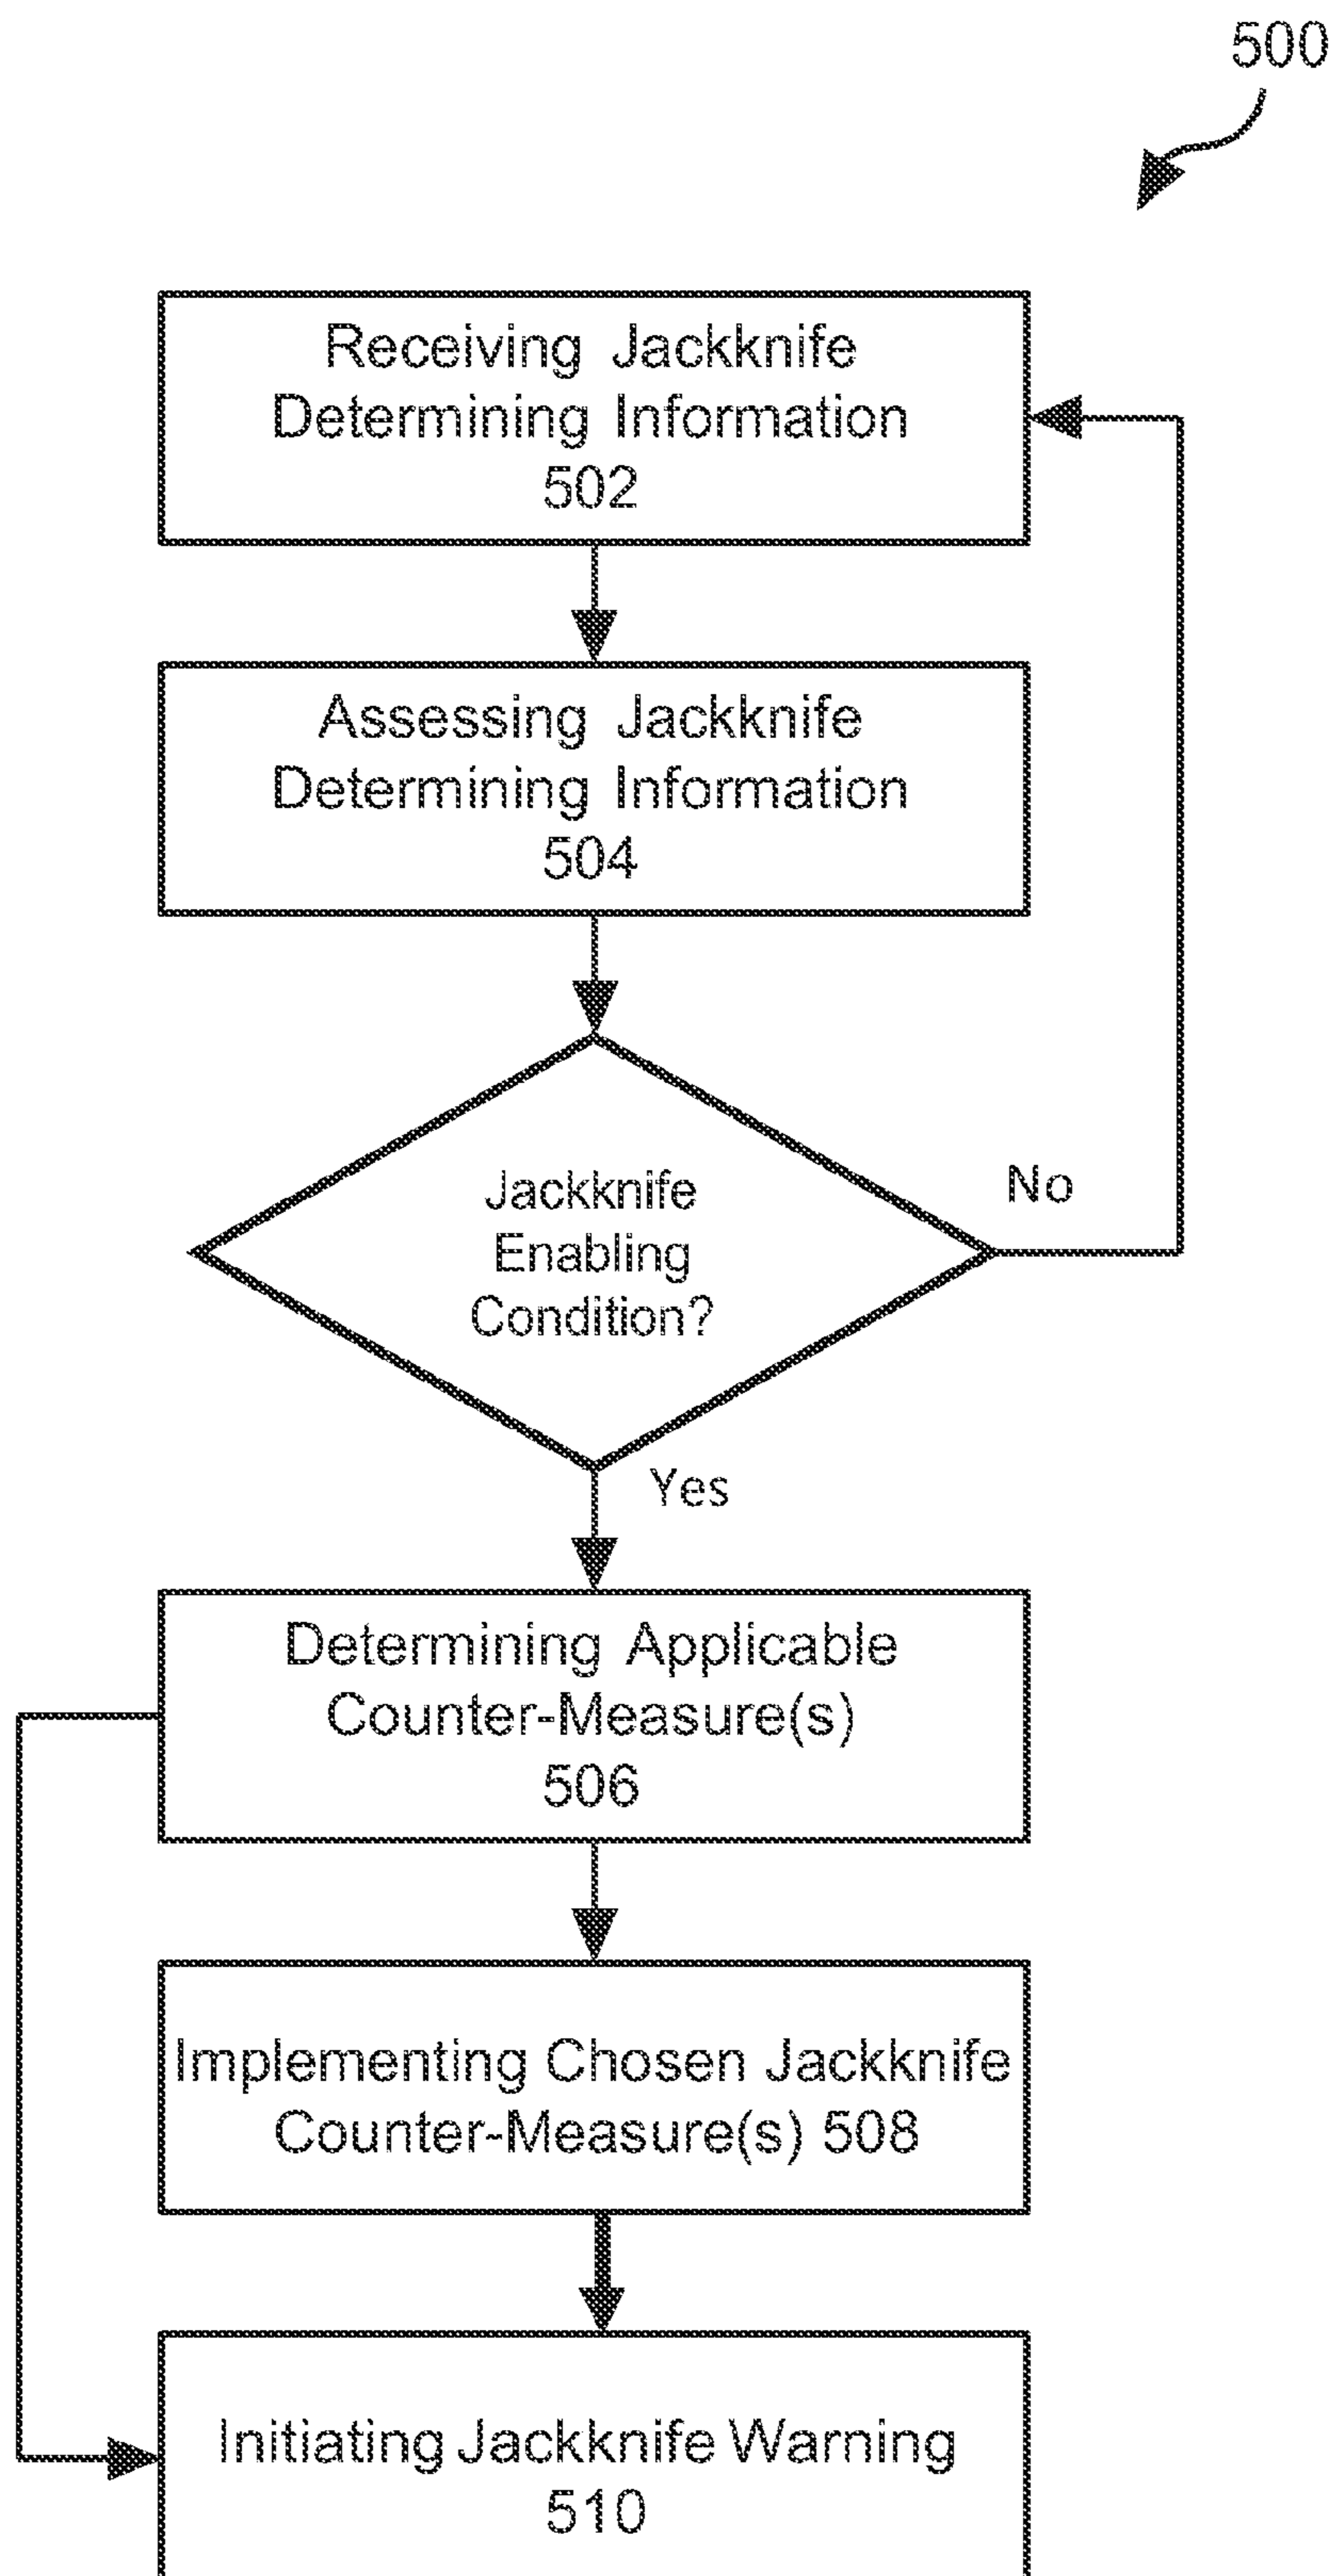 500
Receiving Jackknife
Determining Information
502
Assessing Jackknife
Determining Information
504
Jackknife
Enabling
Condition?
No
Yes
Determining Applicable
Counter-Measure(s)
506
Implementing Chosen Jackknife
Counter-Measure(s) 508
Initiating Jackknife Warning
510